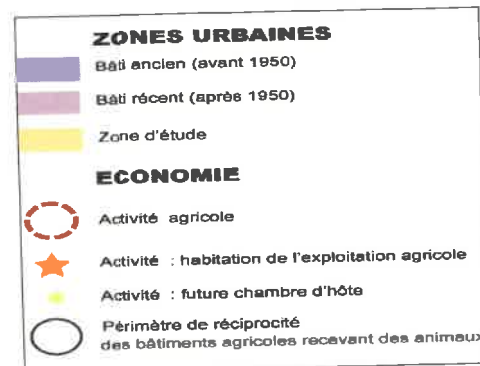 ZONES URBAINES
Bâti ancien (avant 1950)
Bâti récent (après 1950)
Zone d'étude
ECONOMIE
Activité agricole
Activité : habitation de l'exploitation agricole
Activité : future chambre d'hôte
Périmètre de réciprocité
des bâtiments agricoles recevant des animaux